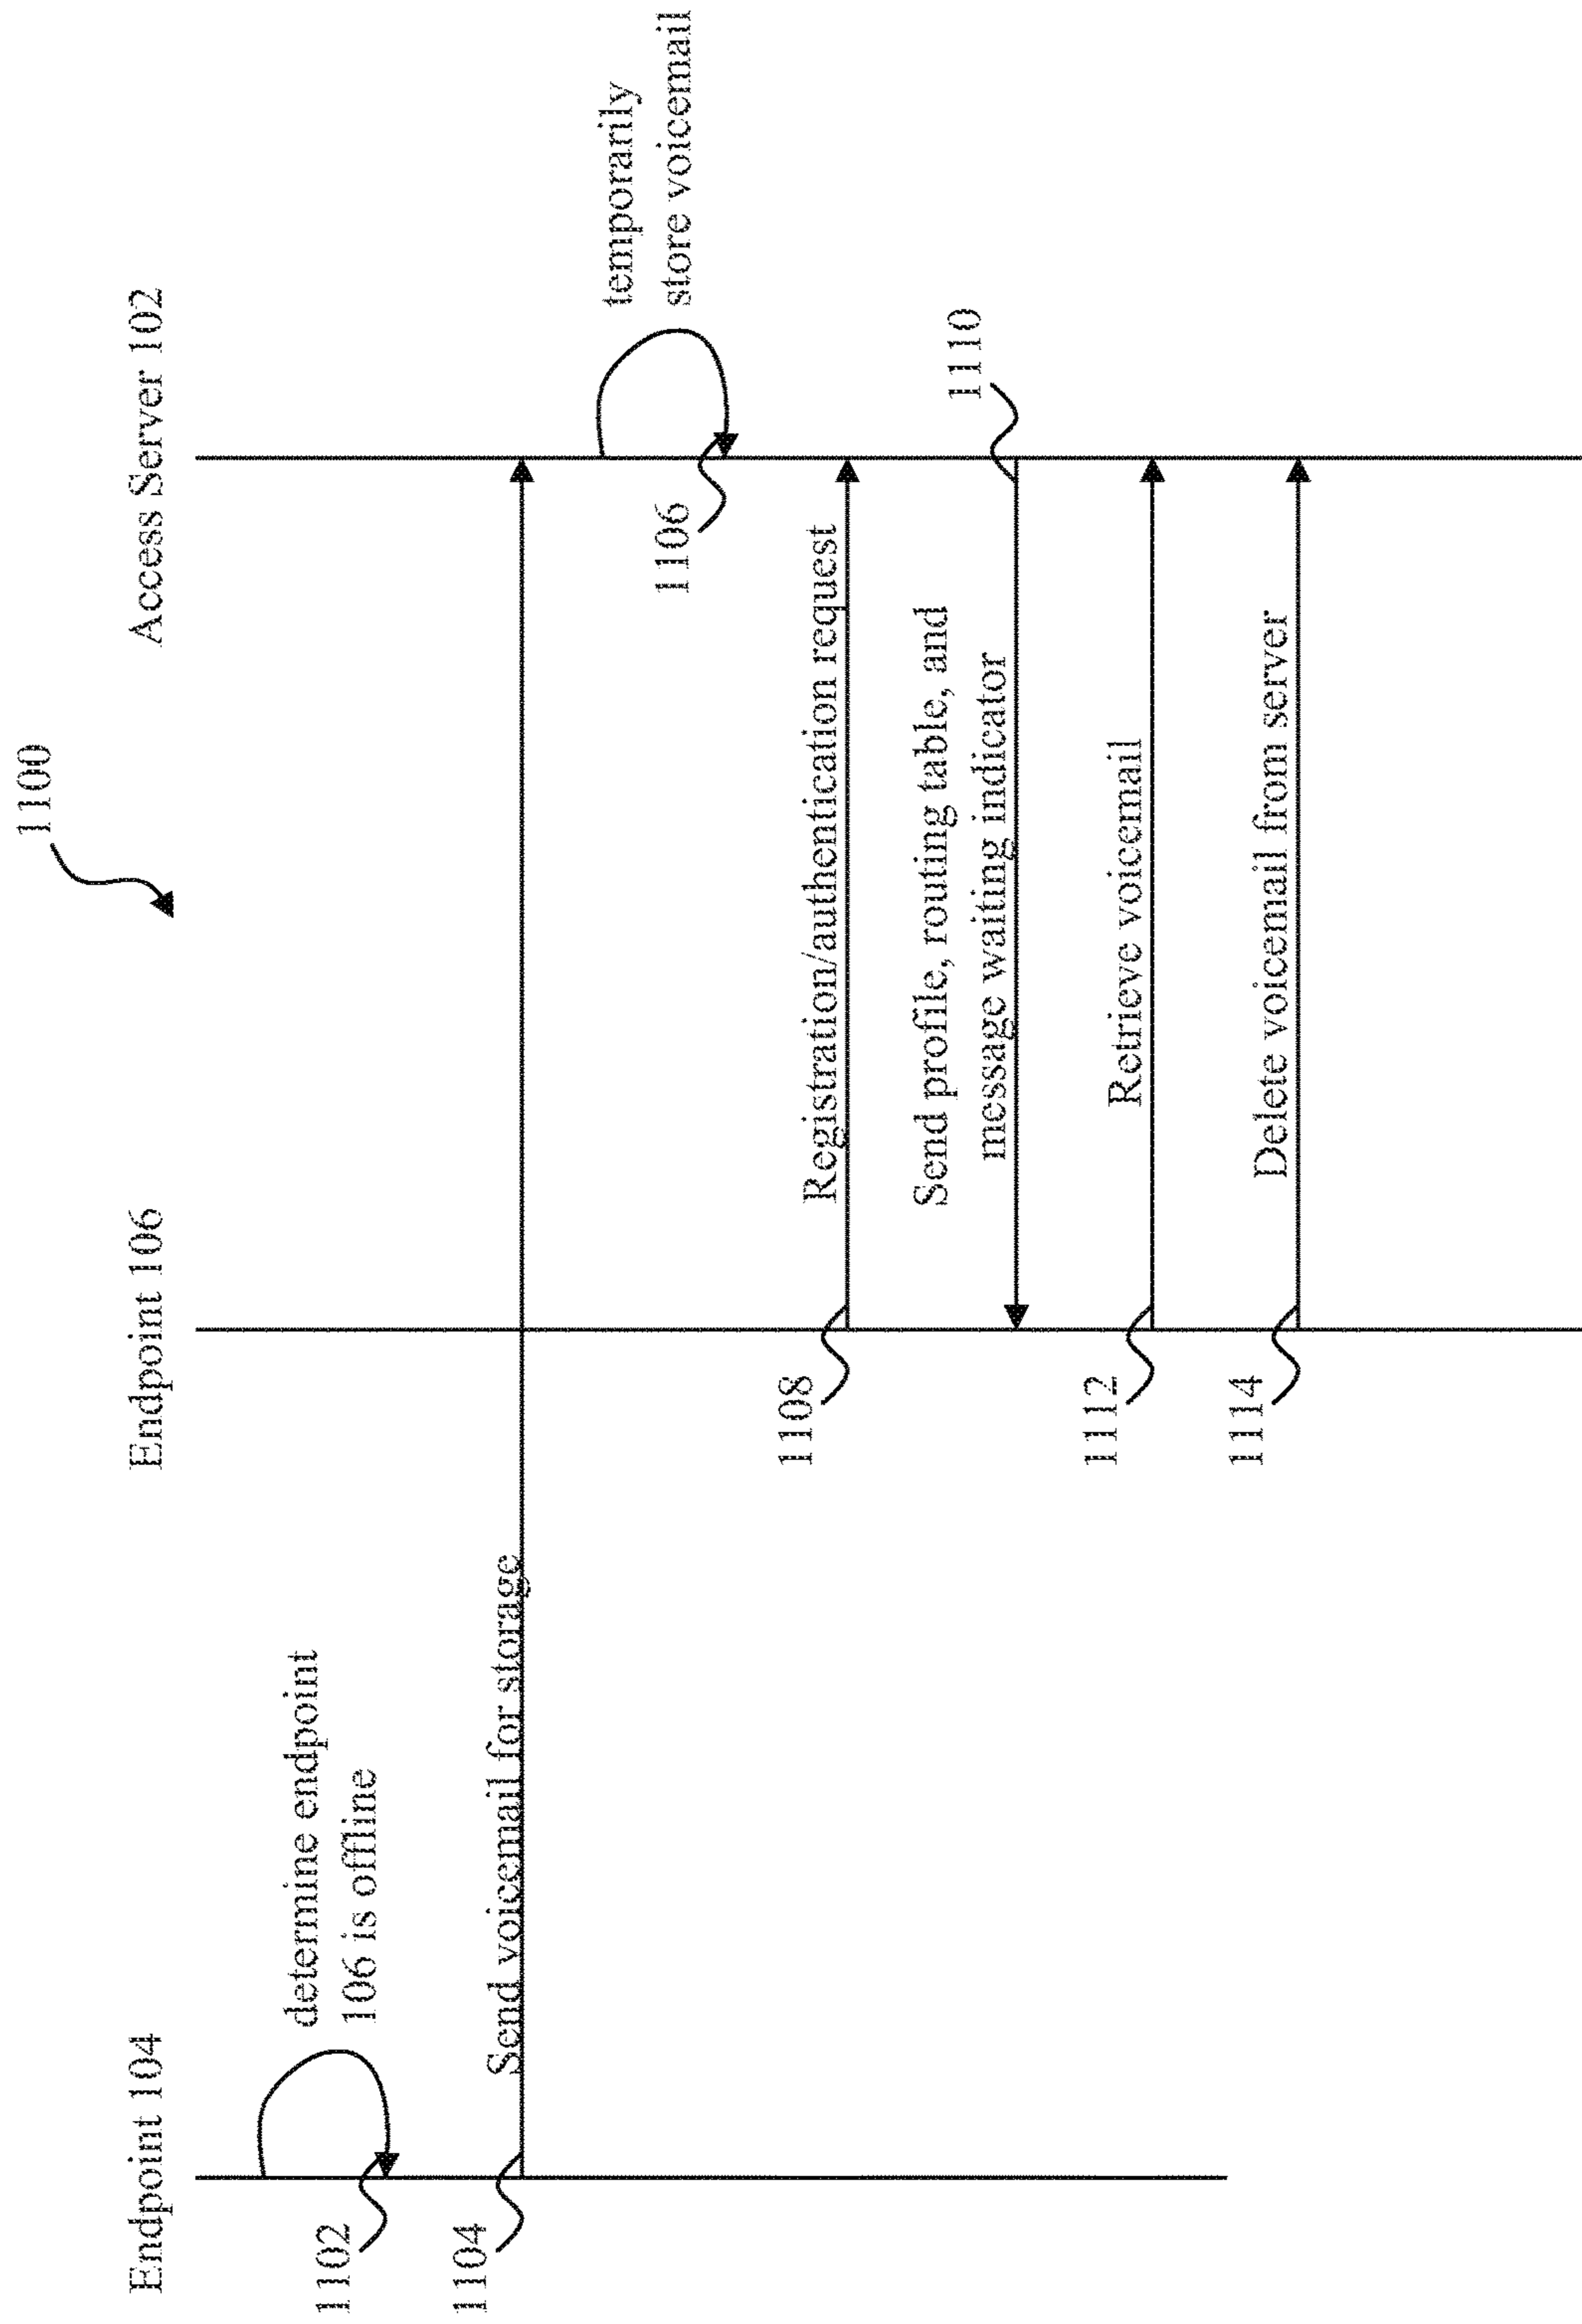 1100
Endpoint 104
Endpoint 106
Access Server 102
determine endpoint
106 is offline
1102
Send voicemail for storage
1104
temporarily
store voicemail
1106
Registration/authentication request
1108
Send profile, routing table, and
message waiting indicator
1110
Retrieve voicemail
1112
Delete voicemail from server
1114